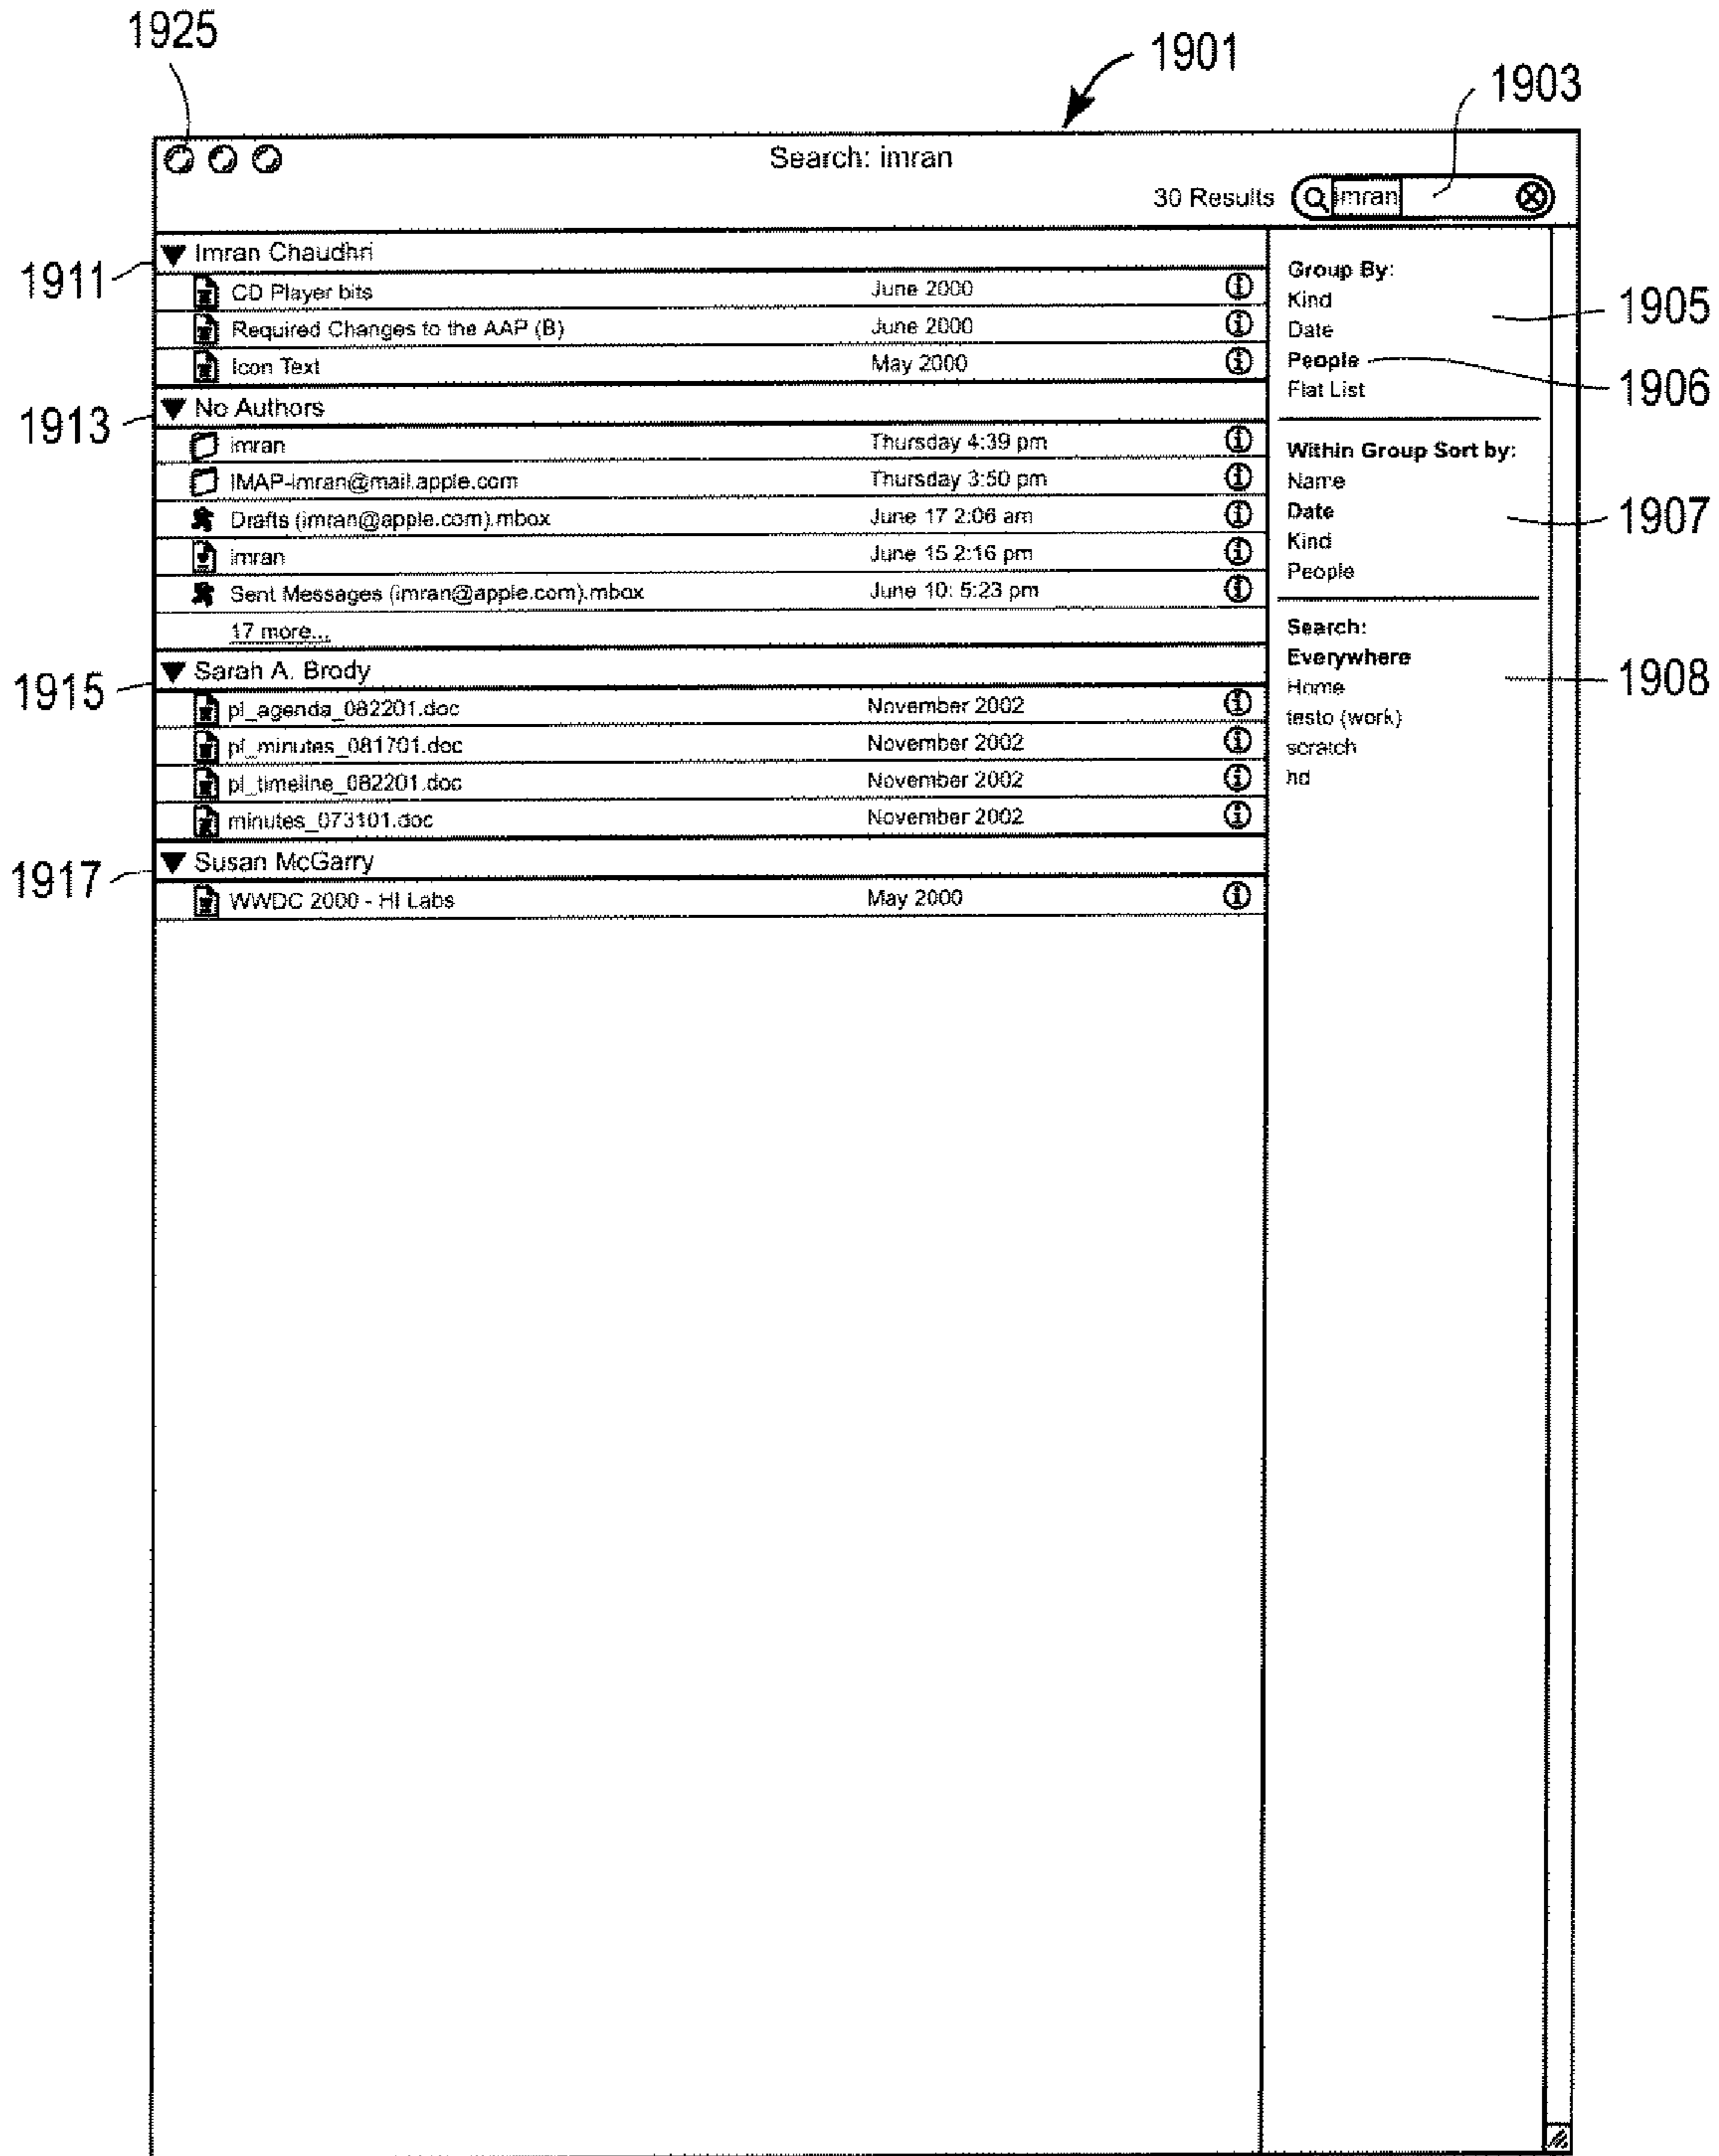 1925
1901
1903
Search: imran
30 Results imran
1911
Imran Chaudhri
CD Player bits June 2000
Required Changes to the AAP (B) June 2000
Icon Text May 2000
1913
No Authors
imran Thursday 4:39 pm
IMAP-imran@mail.apple.com Thursday 3:50 pm
Drafts (imran@apple.com).mbox June 17 2:06 am
imran June 15 2:16 pm
Sent Messages (imran@apple.com).mbox June 10: 5:23 pm
17 more...
1915
Sarah A. Brody
pl_agenda_082201.doc November 2002
pl_minutes_081701.doc November 2002
pl_timeline_082201.doc November 2002
minutes_073101.doc November 2002
1917
Susan McGarry
WWDC 2000 - HI Labs May 2000
Group By:
Kind
Date
People
Flat List
1905
1906
Within Group Sort by:
Name
Date
Kind
People
1907
Search:
Everywhere
Home
testo (work)
scratch
hd
1908